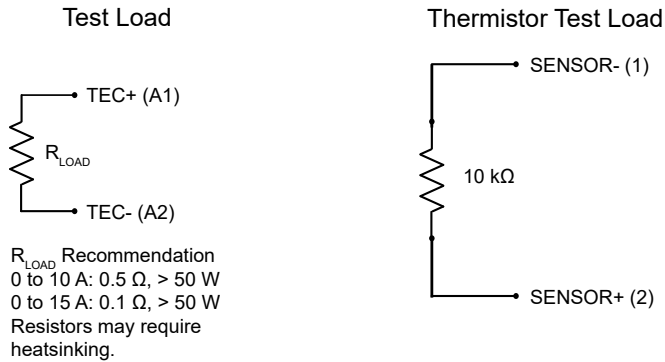 Test Load
TEC+ (A1)
R_LOAD
TEC- (A2)
R_LOAD Recommendation
0 to 10 A: 0.5 Ω, > 50 W
0 to 15 A: 0.1 Ω, > 50 W
Resistors may require
heatsinking.
Thermistor Test Load
SENSOR- (1)
10 kΩ
SENSOR+ (2)